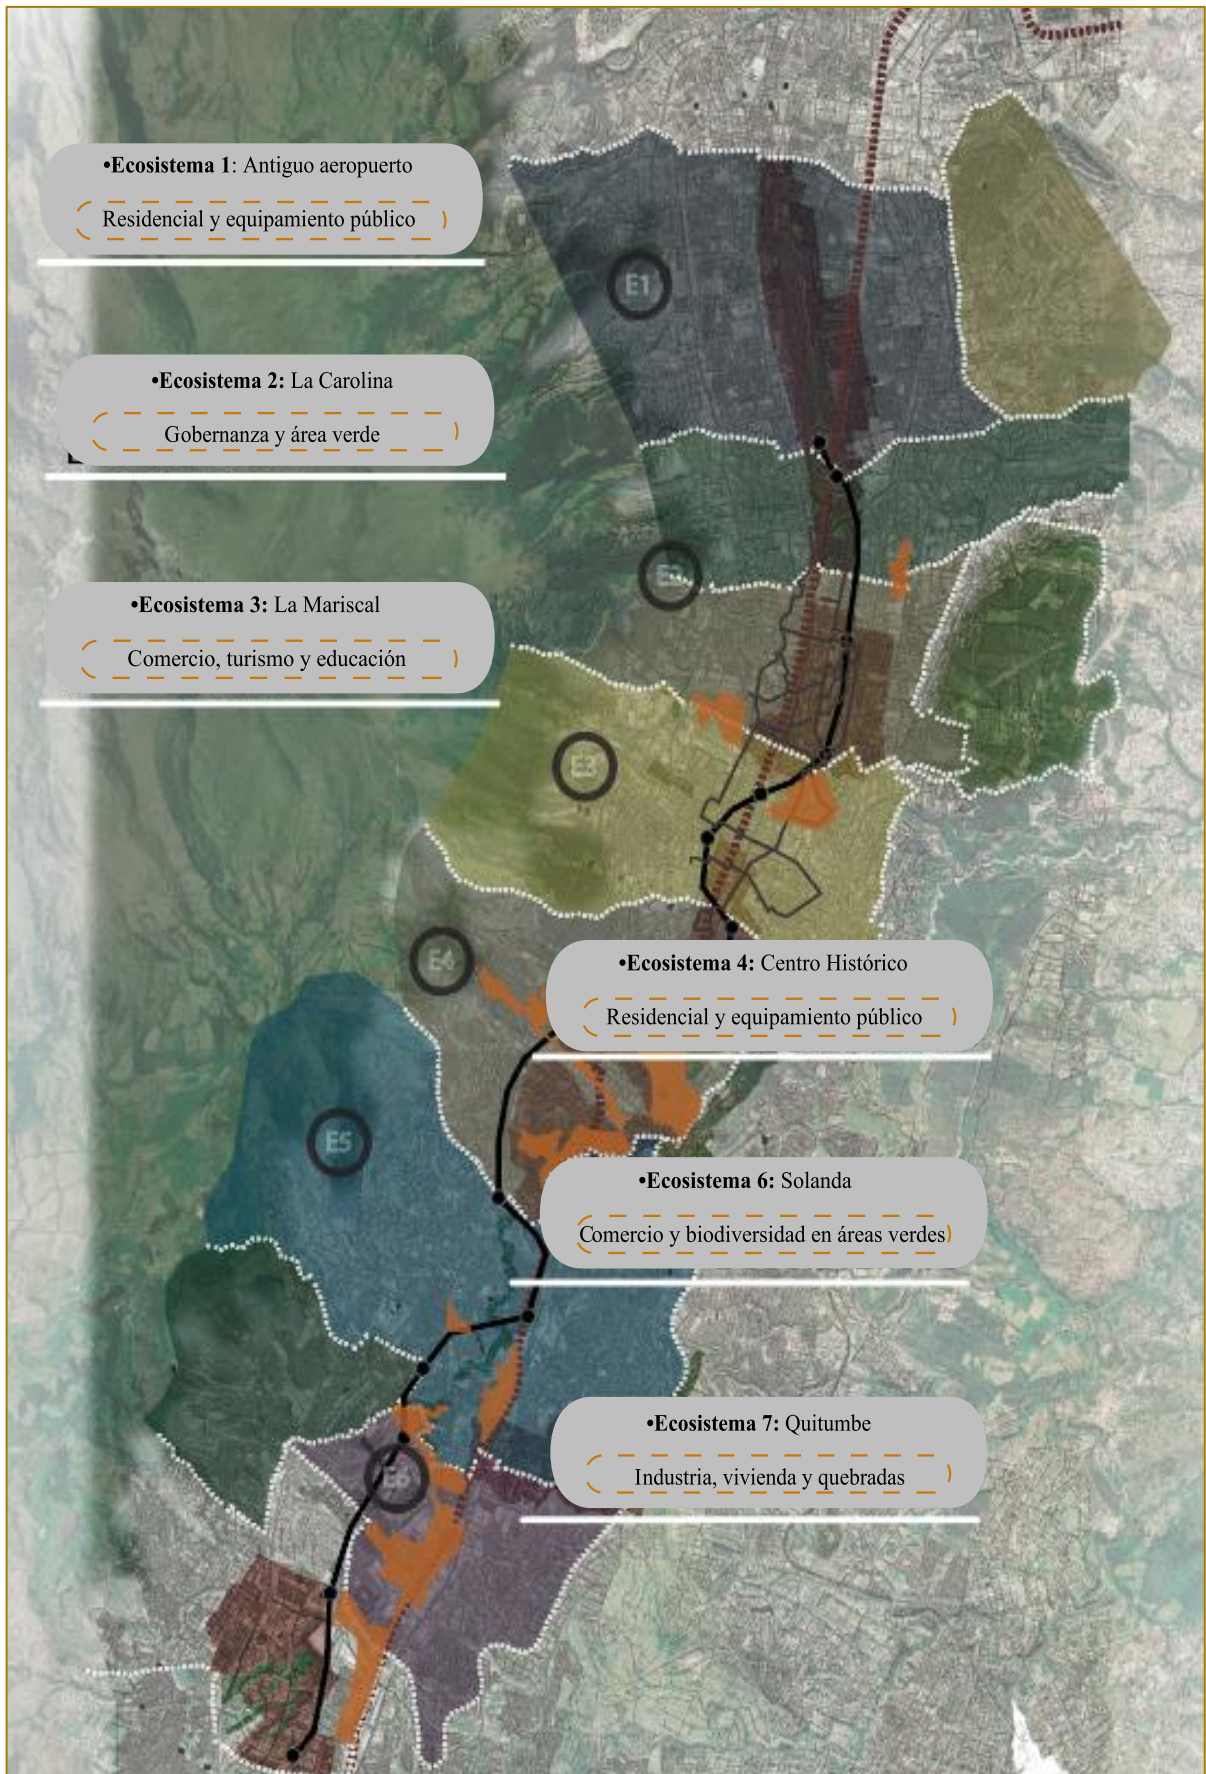 •Ecosistema 1: Antiguo aeropuerto
Residencial y equipamiento público
E1
•Ecosistema 2: La Carolina
Gobernanza y área verde
•Ecosistema 3: La Mariscal
Comercio, turismo y educación
E4
•Ecosistema 4: Centro Histórico
Residencial y equipamiento público
E5
•Ecosistema 6: Solanda
Comercio y biodiversidad en áreas verdes
•Ecosistema 7: Quitumbe
Industria, vivienda y quebradas
E6